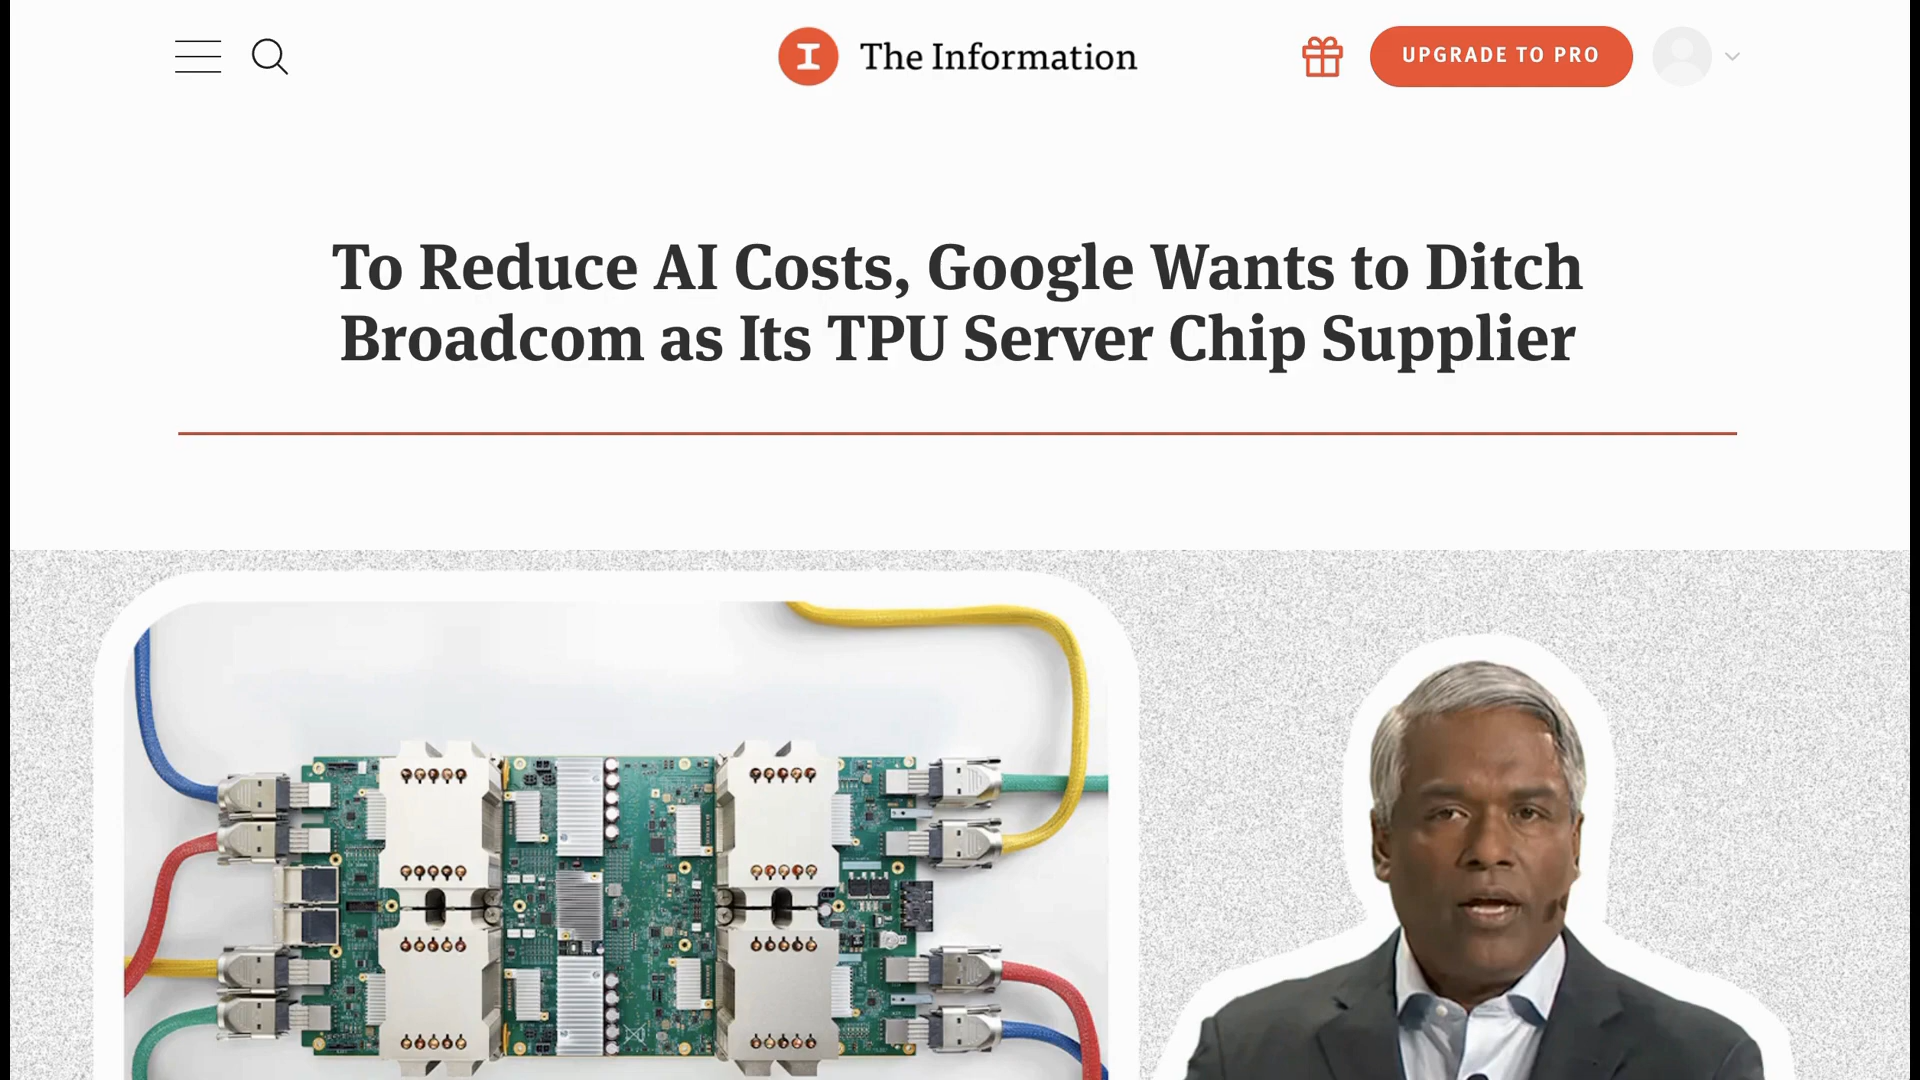 The Information
UPGRADE TO PRO
To Reduce AI Costs, Google Wants to Ditch
Broadcom as Its TPU Server Chip Supplier